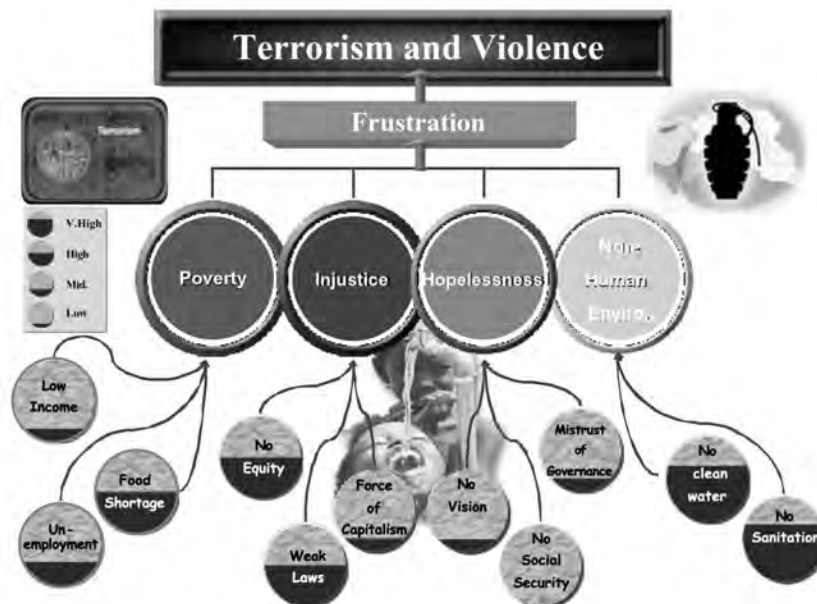 Terrorism and Violence
Frustration
Terrorism
V.High
High
Mid.
Low
Poverty
Injustice
Hopelessness
Non-
Human
Enviro.
Low
Income
Un-
employment
Food
Shortage
No
Equity
Weak
Laws
Force
of
Capitalism
No
Vision
No
Social
Security
Mistrust
of
Governance
No
clean
water
No
Sanitation